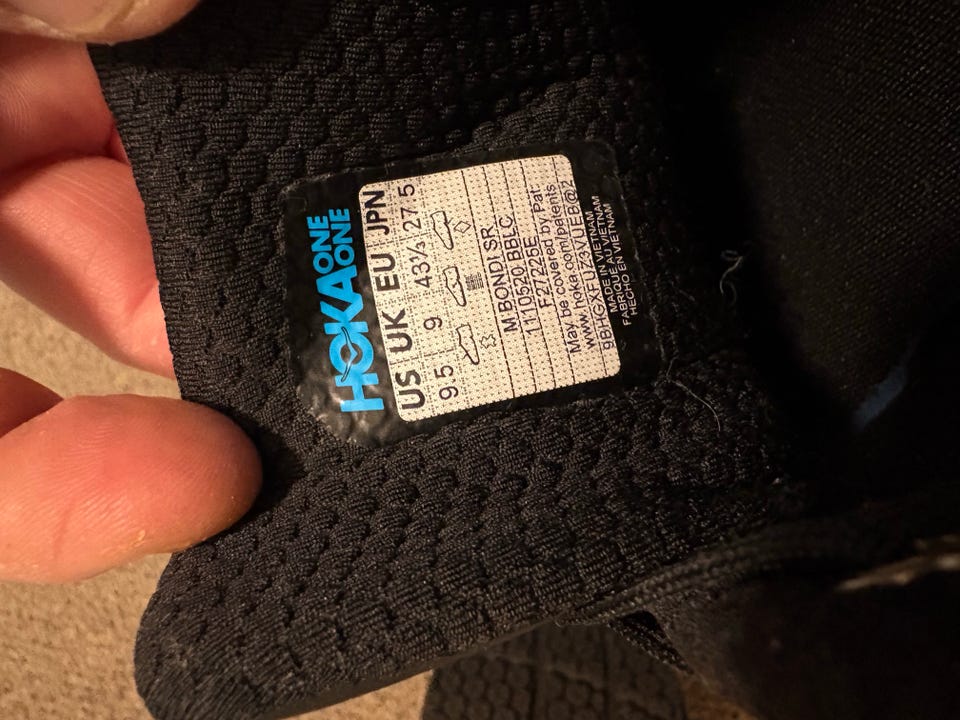 HOKA ONE
ONE
US UK EU JPN
9.5 9 43⅓ 27.5
M BONDI SR
1110520 BBLC
F27225E
May be covered by Pat
www.hoka.com/patents
MADE IN VIETNAM
FABRIQUÉ AU VIETNAM
HECHO EN VIETNAM